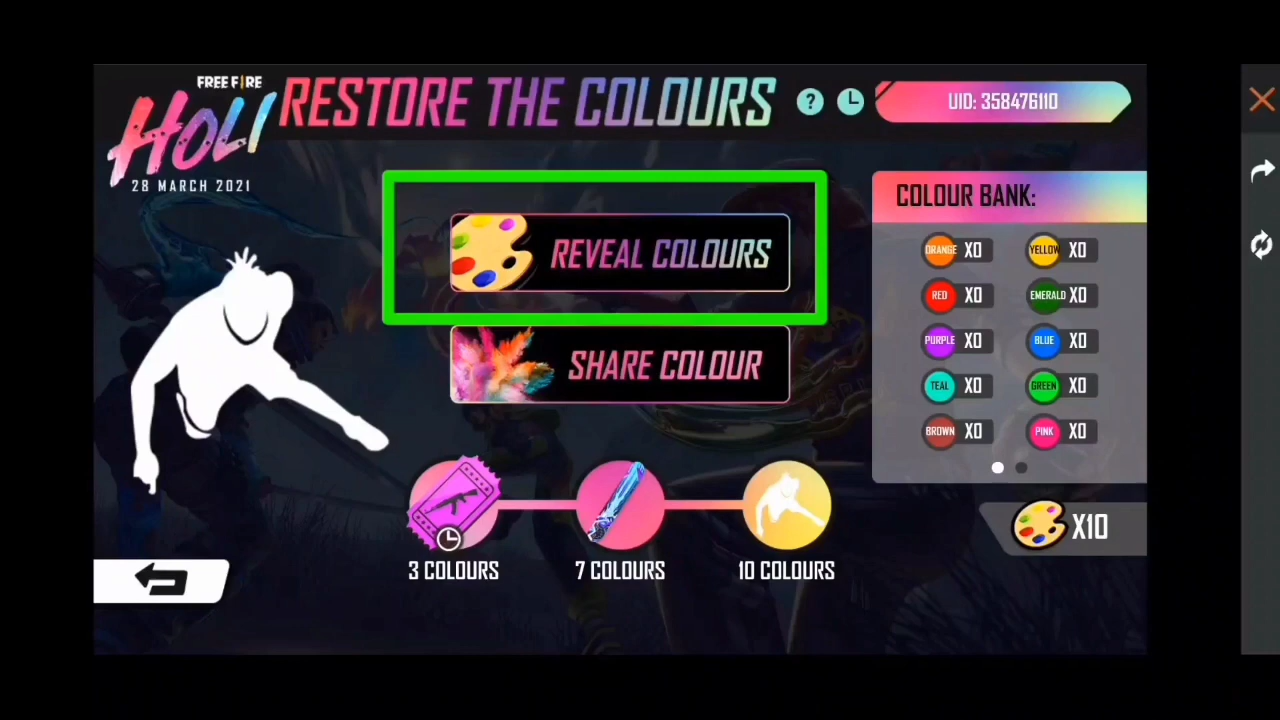 FREE FIRE
HOLI
28 MARCH 2021
RESTORE THE COLOURS
?
UID: 358476110
REVEAL COLOURS
SHARE COLOUR
COLOUR BANK:
ORANGE X0
YELLOW X0
RED X0
EMERALD X0
PURPLE X0
BLUE X0
TEAL X0
GREEN X0
BROWN X0
PINK X0
X10
3 COLOURS
7 COLOURS
10 COLOURS